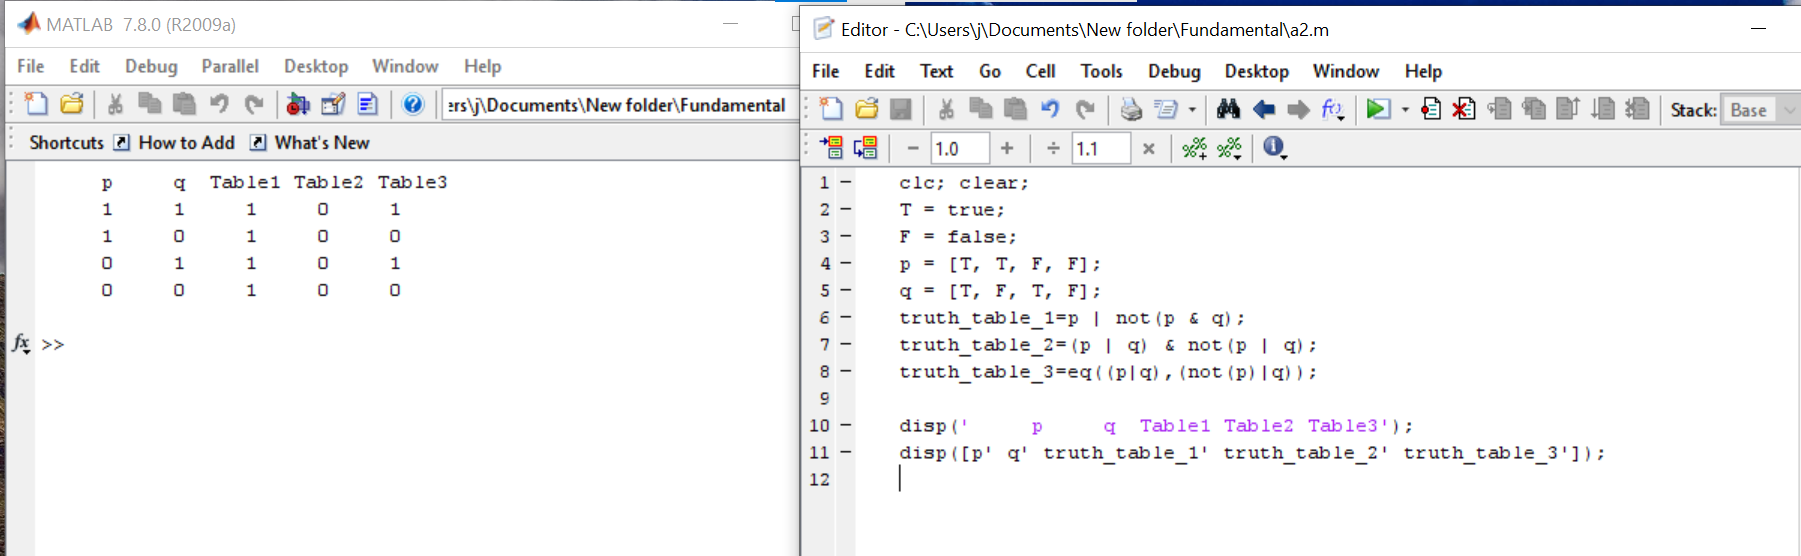 MATLAB 7.8.0 (R2009a)
File Edit Debug Parallel Desktop Window Help
ers\j\Documents\New folder\Fundamental
Shortcuts How to Add What's New
p q Table1 Table2 Table3
1 1 1 0 1
1 0 1 0 0
0 1 1 0 1
0 0 1 0 0
fx >>
Editor - C:\Users\j\Documents\New folder\Fundamental\a2.m
File Edit Text Go Cell Tools Debug Desktop Window Help
Stack: Base
− 1.0 + ÷ 1.1 ×
1 clc; clear;
2 T = true;
3 F = false;
4 p = [T, T, F, F];
5 q = [T, F, T, F];
6 truth_table_1=p | not(p & q);
7 truth_table_2=(p | q) & not(p | q);
8 truth_table_3=eq((p|q),(not(p)|q));
9
10 disp('     p     q  Table1 Table2 Table3');
11 disp([p' q' truth_table_1' truth_table_2' truth_table_3']);
12